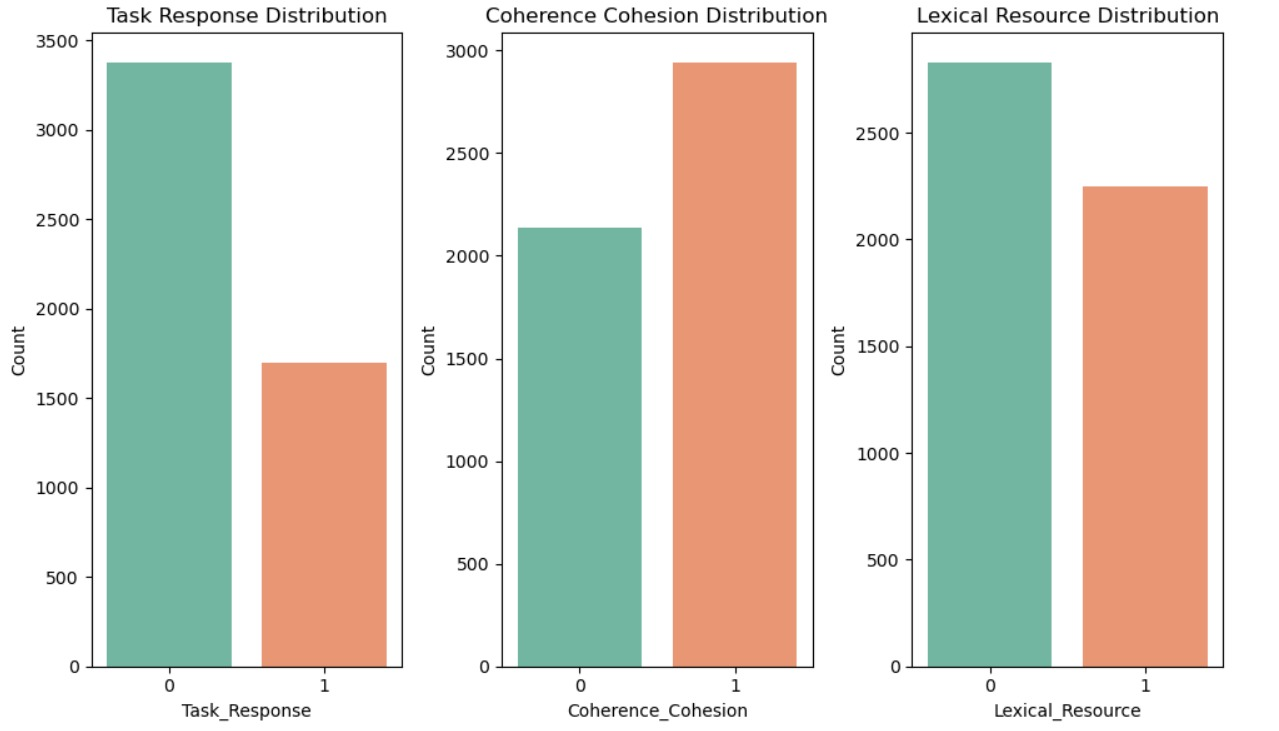 Task Response Distribution
Coherence Cohesion Distribution
Lexical Resource Distribution
3500
3000
2500
2000
1500
1000
500
0
Count
0 1
Task_Response
3000
2500
2000
1500
1000
500
0
Count
0 1
Coherence_Cohesion
2500
2000
1500
1000
500
0
Count
0 1
Lexical_Resource